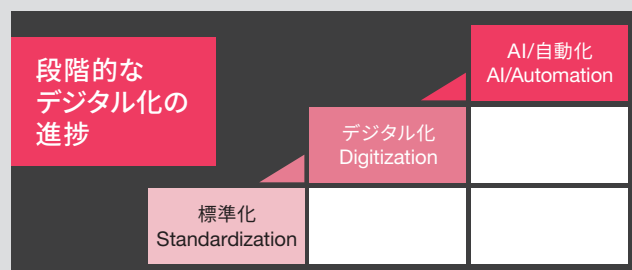 段階的な
デジタル化の
進捗
AI/自動化
AI/Automation
デジタル化
Digitization
標準化
Standardization